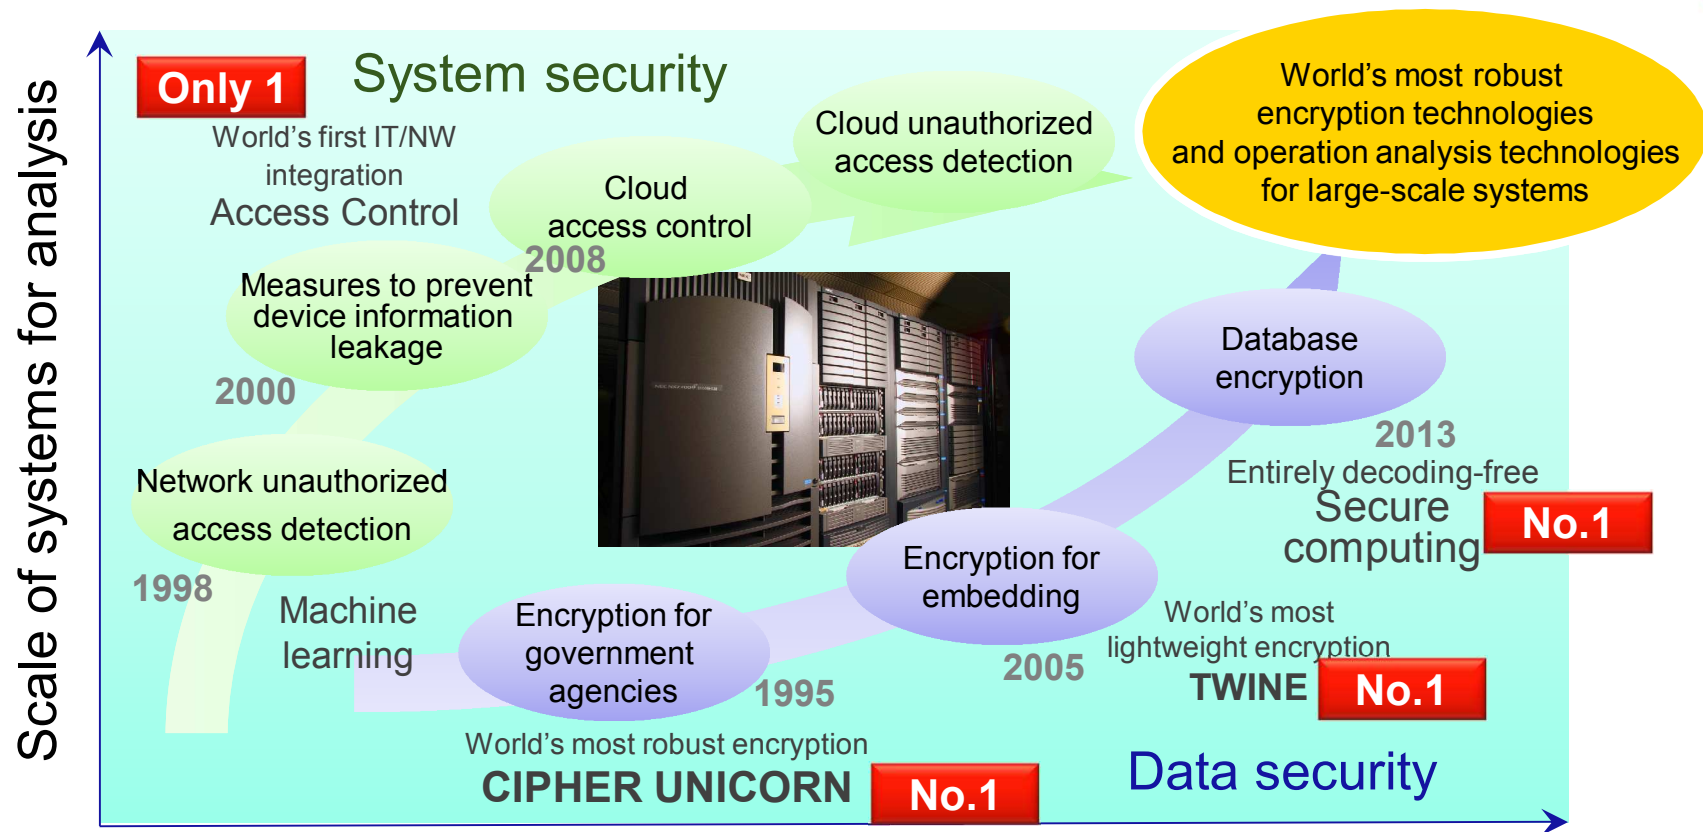 Scale of systems for analysis
Only 1
System security
World's first IT/NW
integration
Access Control
Cloud unauthorized
access detection
World's most robust
encryption technologies
and operation analysis technologies
for large-scale systems
Cloud
access control
2008
Measures to prevent
device information
leakage
2000
Network unauthorized
access detection
1998
Machine
learning
Database
encryption
2013
Entirely decoding-free
Secure
computing
No.1
Encryption for
embedding
2005
World's most
lightweight encryption
TWINE
No.1
Encryption for
government
agencies
1995
World's most robust encryption
CIPHER UNICORN
No.1
Data security